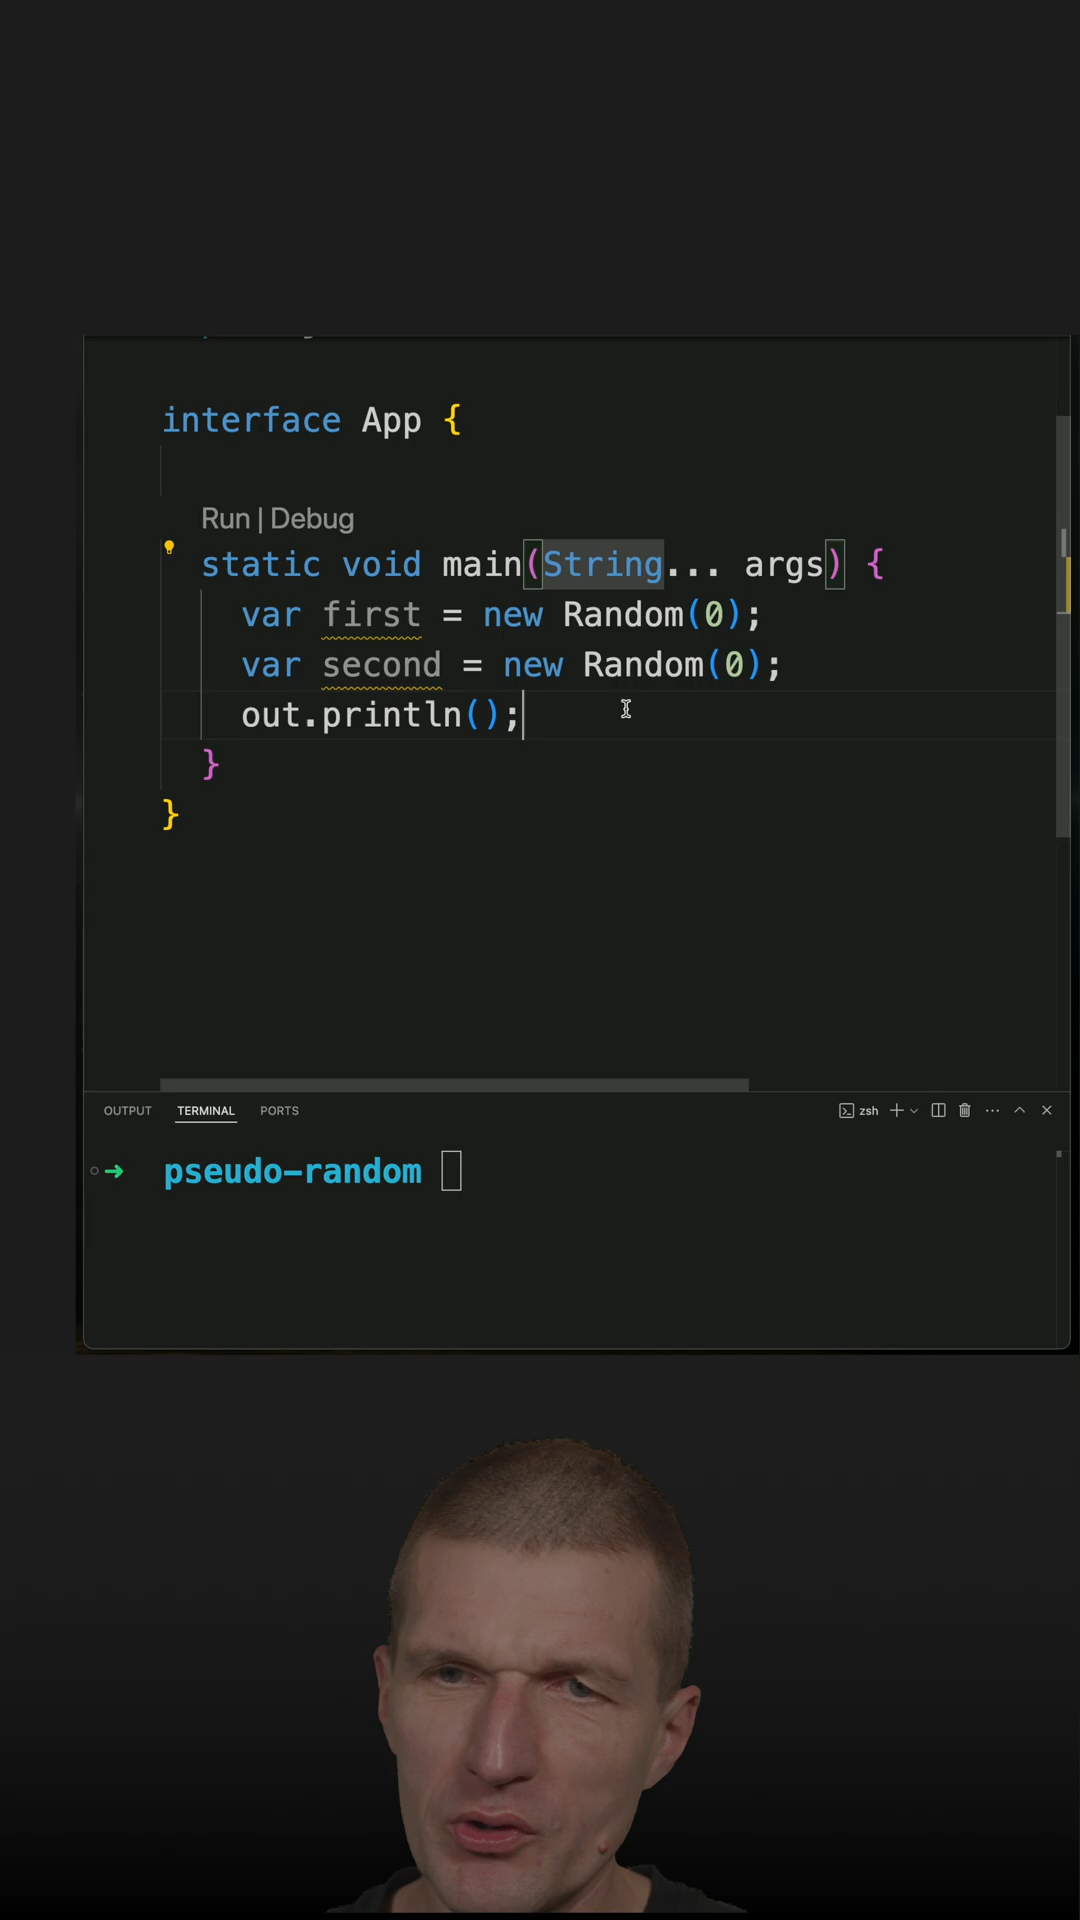 interface App {
Run | Debug
static void main(String... args) {
var first = new Random(0);
var second = new Random(0);
out.println();
}
}
OUTPUT TERMINAL PORTS zsh
pseudo-random